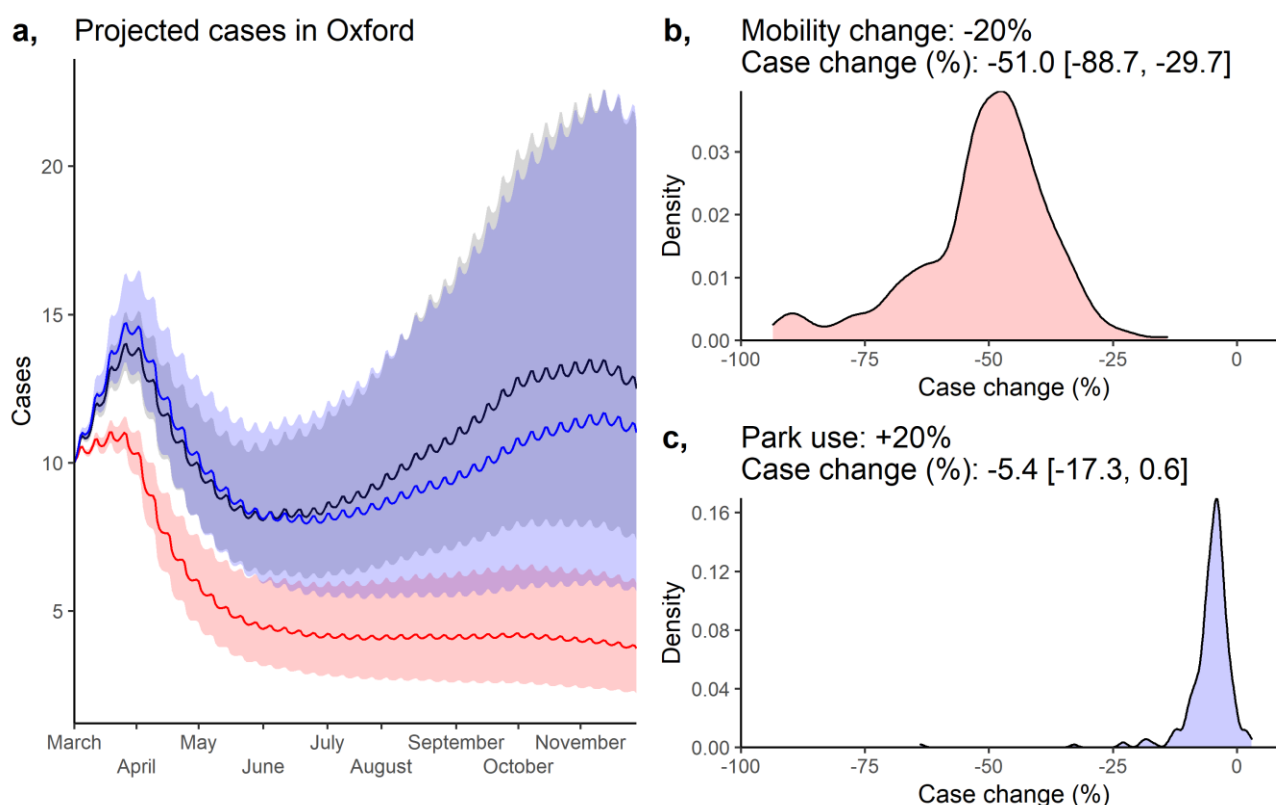 a, Projected cases in Oxford
20
15
10
5
Cases
March May July September November
April June August October
b, Mobility change: -20%
Case change (%): -51.0 [-88.7, -29.7]
0.03
0.02
0.01
0.00
Density
-100 -75 -50 -25 0
Case change (%)
c, Park use: +20%
Case change (%): -5.4 [-17.3, 0.6]
0.16
0.12
0.08
0.04
0.00
Density
-100 -75 -50 -25 0
Case change (%)